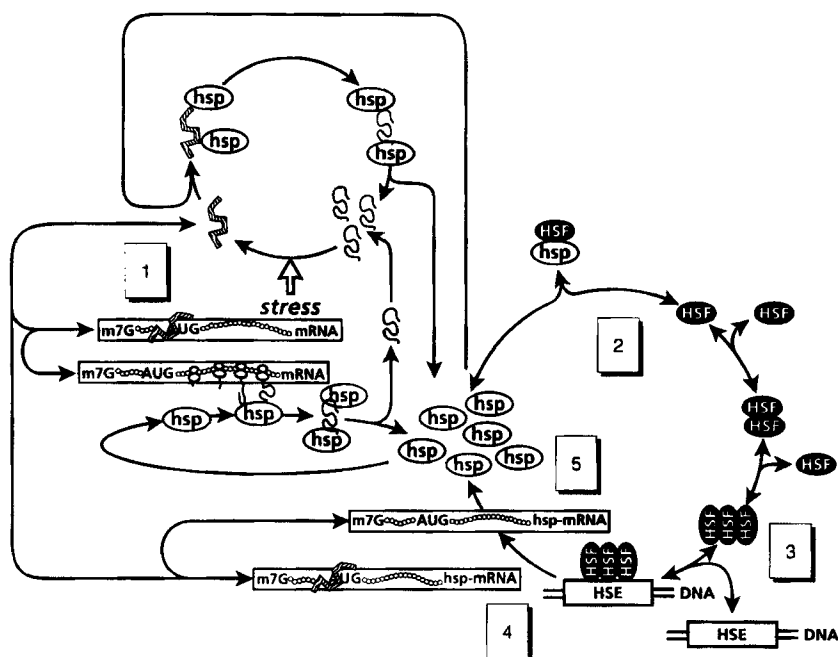 hsp
hsp
hsp
hsp
1
stress
m7G AUG mRNA
m7G AUG mRNA
hsp
hsp
hsp
hsp
HSF
hsp
2
HSF
HSF
HSF
HSF
HSF
hsp
hsp
hsp
hsp
hsp
hsp
5
m7G AUG hsp-mRNA
m7G UG hsp-mRNA
HSF HSF HSF
3
HSF HSF HSF
HSE DNA
4
HSE DNA